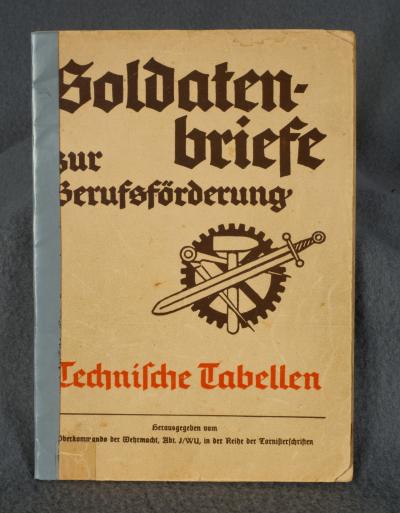 Soldaten-
briefe
zur
Berufsförderung
Technische Tabellen
Herausgegeben vom
Oberkommando der Wehrmacht, Abt. J/WU, in der Reihe der Tornisterschriften